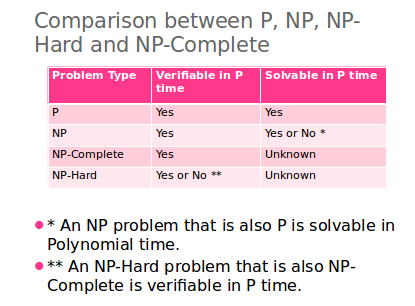 Comparison between P, NP, NP-
Hard and NP-Complete
Problem Type Verifiable in P time Solvable in P time
P Yes Yes
NP Yes Yes or No *
NP-Complete Yes Unknown
NP-Hard Yes or No ** Unknown
* An NP problem that is also P is solvable in
Polynomial time.
** An NP-Hard problem that is also NP-
Complete is verifiable in P time.